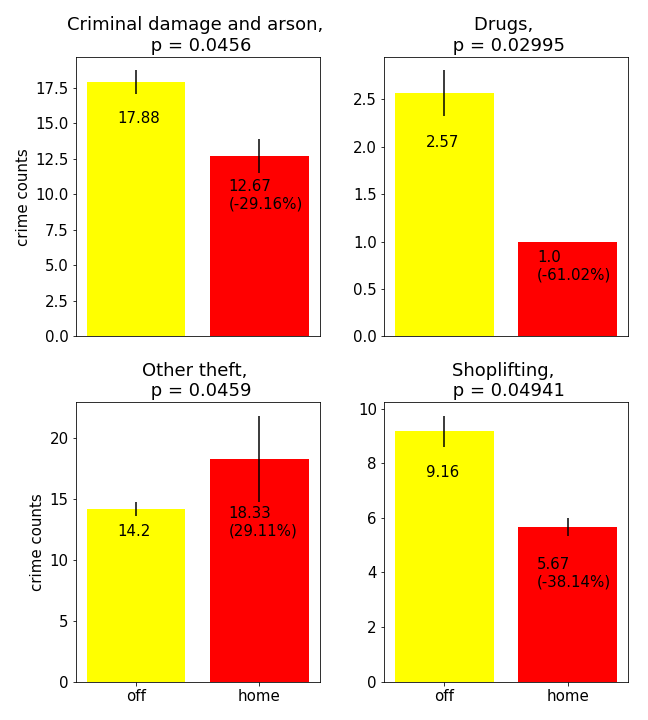 Criminal damage and arson,
p = 0.0456
Drugs,
p = 0.02995
crime counts
17.5
15.0
12.5
10.0
7.5
5.0
2.5
0.0
17.88
12.67
(-29.16%)
2.5
2.0
1.5
1.0
0.5
0.0
2.57
1.0
(-61.02%)
Other theft,
p = 0.0459
Shoplifting,
p = 0.04941
crime counts
20
15
10
5
0
14.2
18.33
(29.11%)
off
home
10
8
6
4
2
0
9.16
5.67
(-38.14%)
off
home